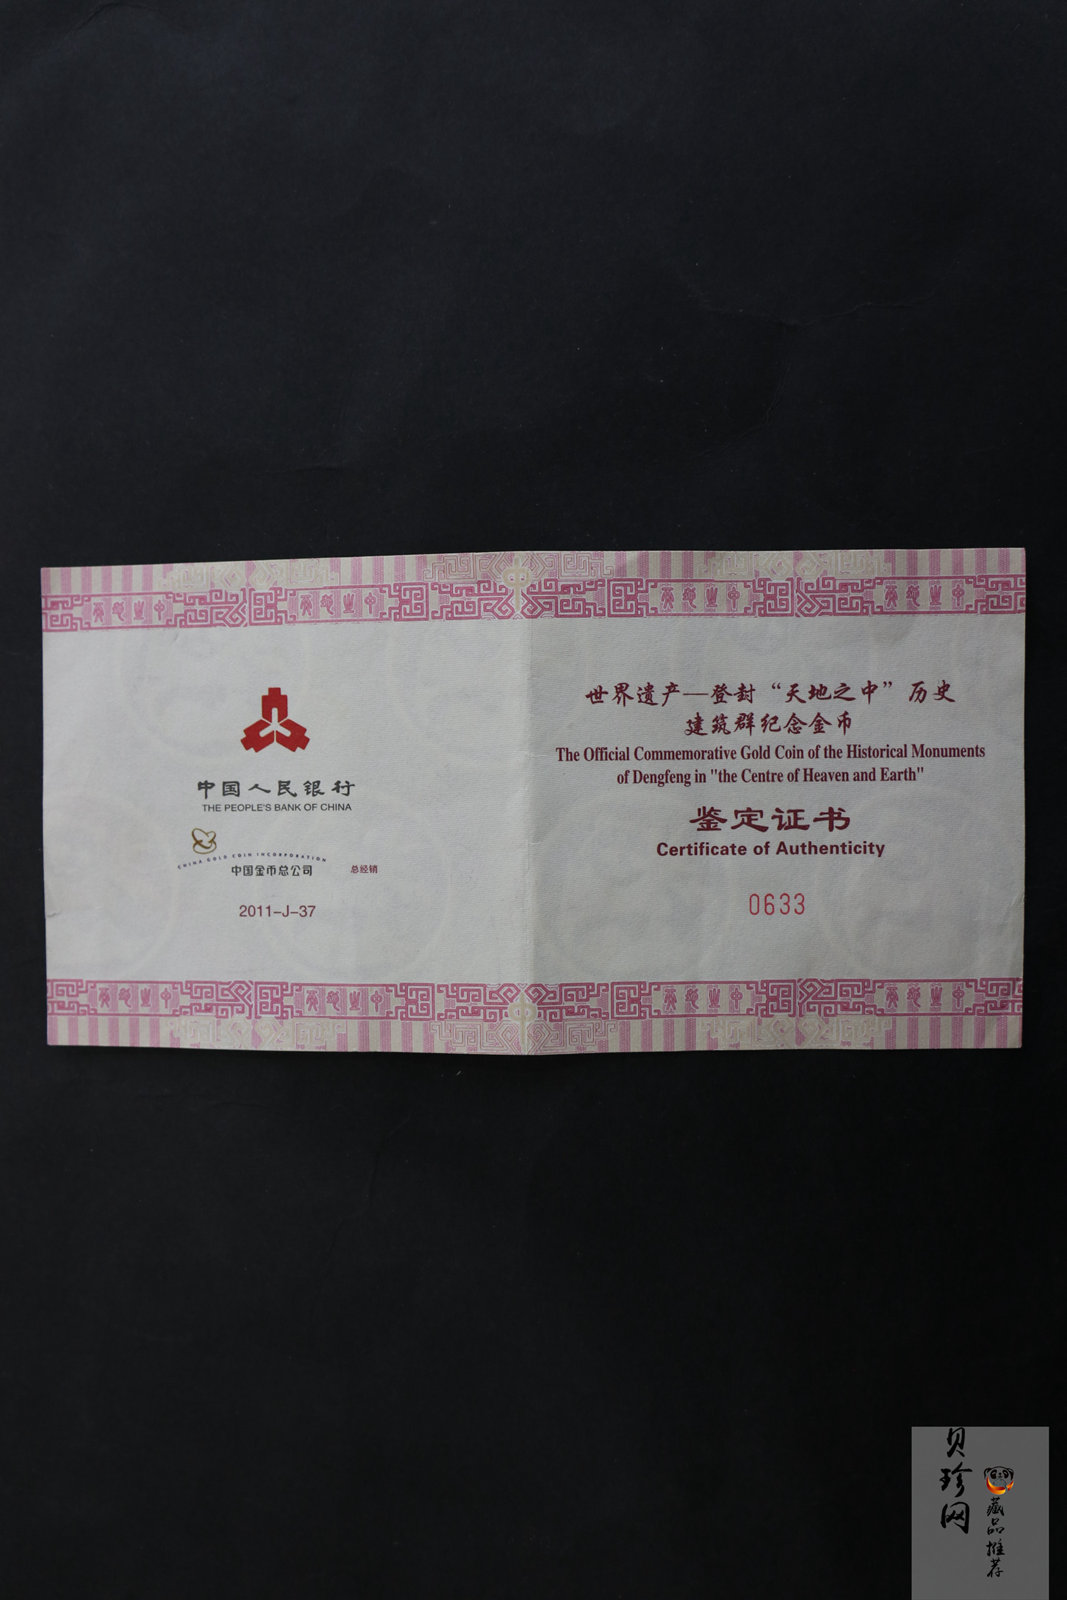 中国人民银行
THE PEOPLE'S BANK OF CHINA
CHINA GOLD COIN INCORPORATION
中国金币总公司
总经销
2011-J-37
世界遗产—登封“天地之中”历史
建筑群纪念金币
The Official Commemorative Gold Coin of the Historical Monuments
of Dengfeng in "the Centre of Heaven and Earth"
鉴定证书
Certificate of Authenticity
0633
贝珍网
藏品推荐